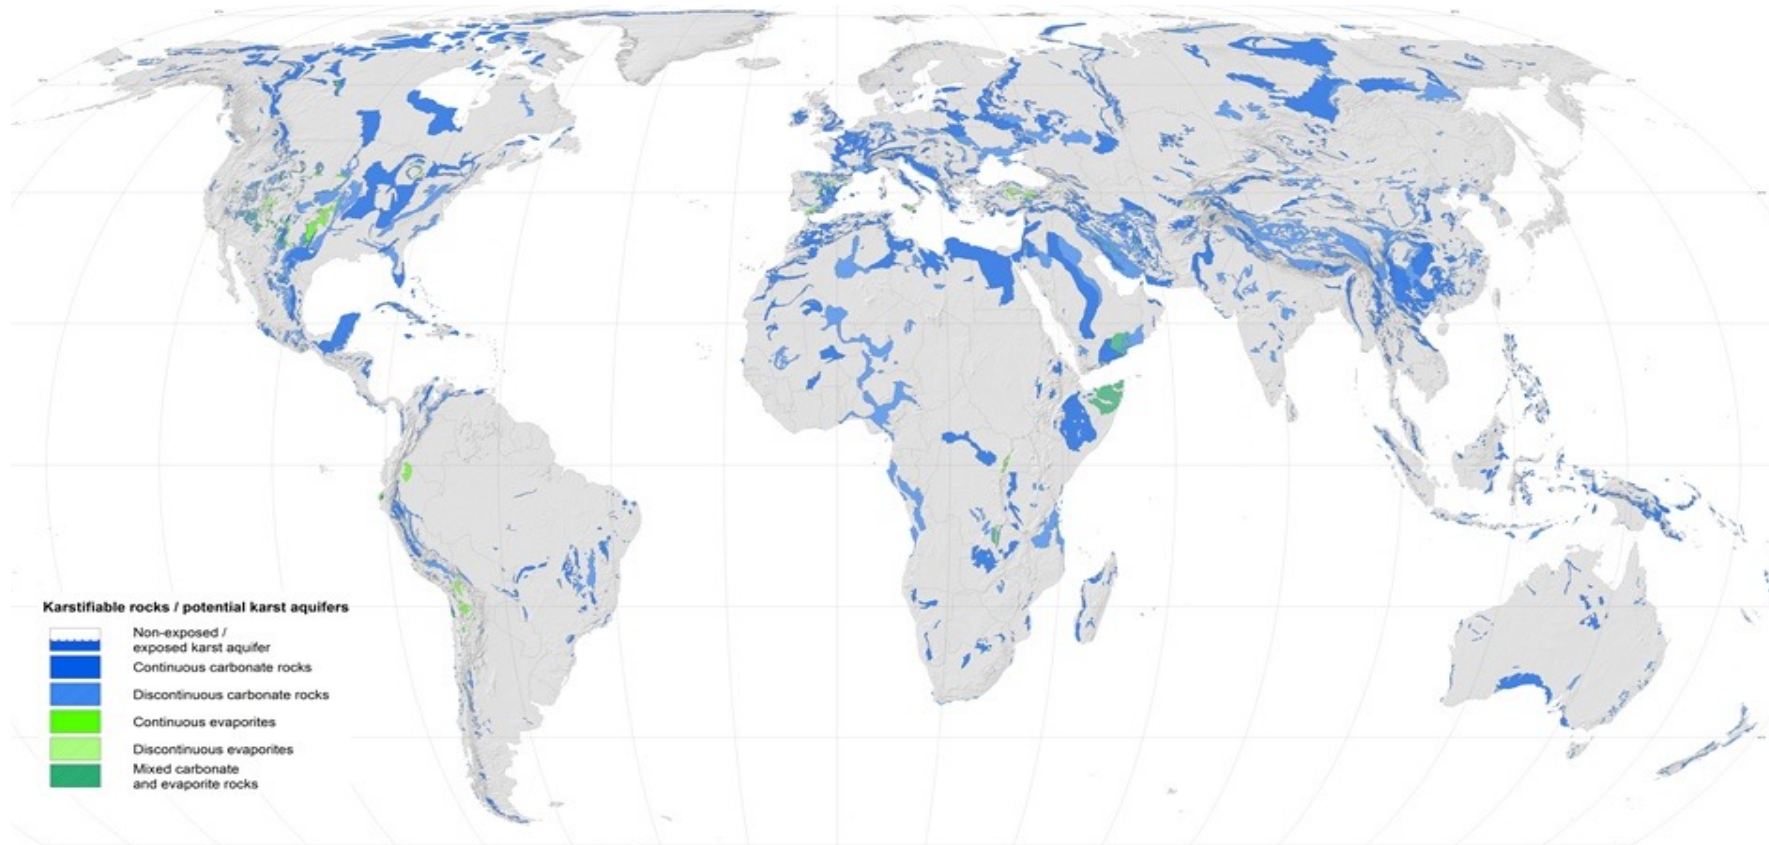 Karstifiable rocks / potential karst aquifers
Non-exposed /
exposed karst aquifer
Continuous carbonate rocks
Discontinuous carbonate rocks
Continuous evaporites
Discontinuous evaporites
Mixed carbonate
and evaporite rocks